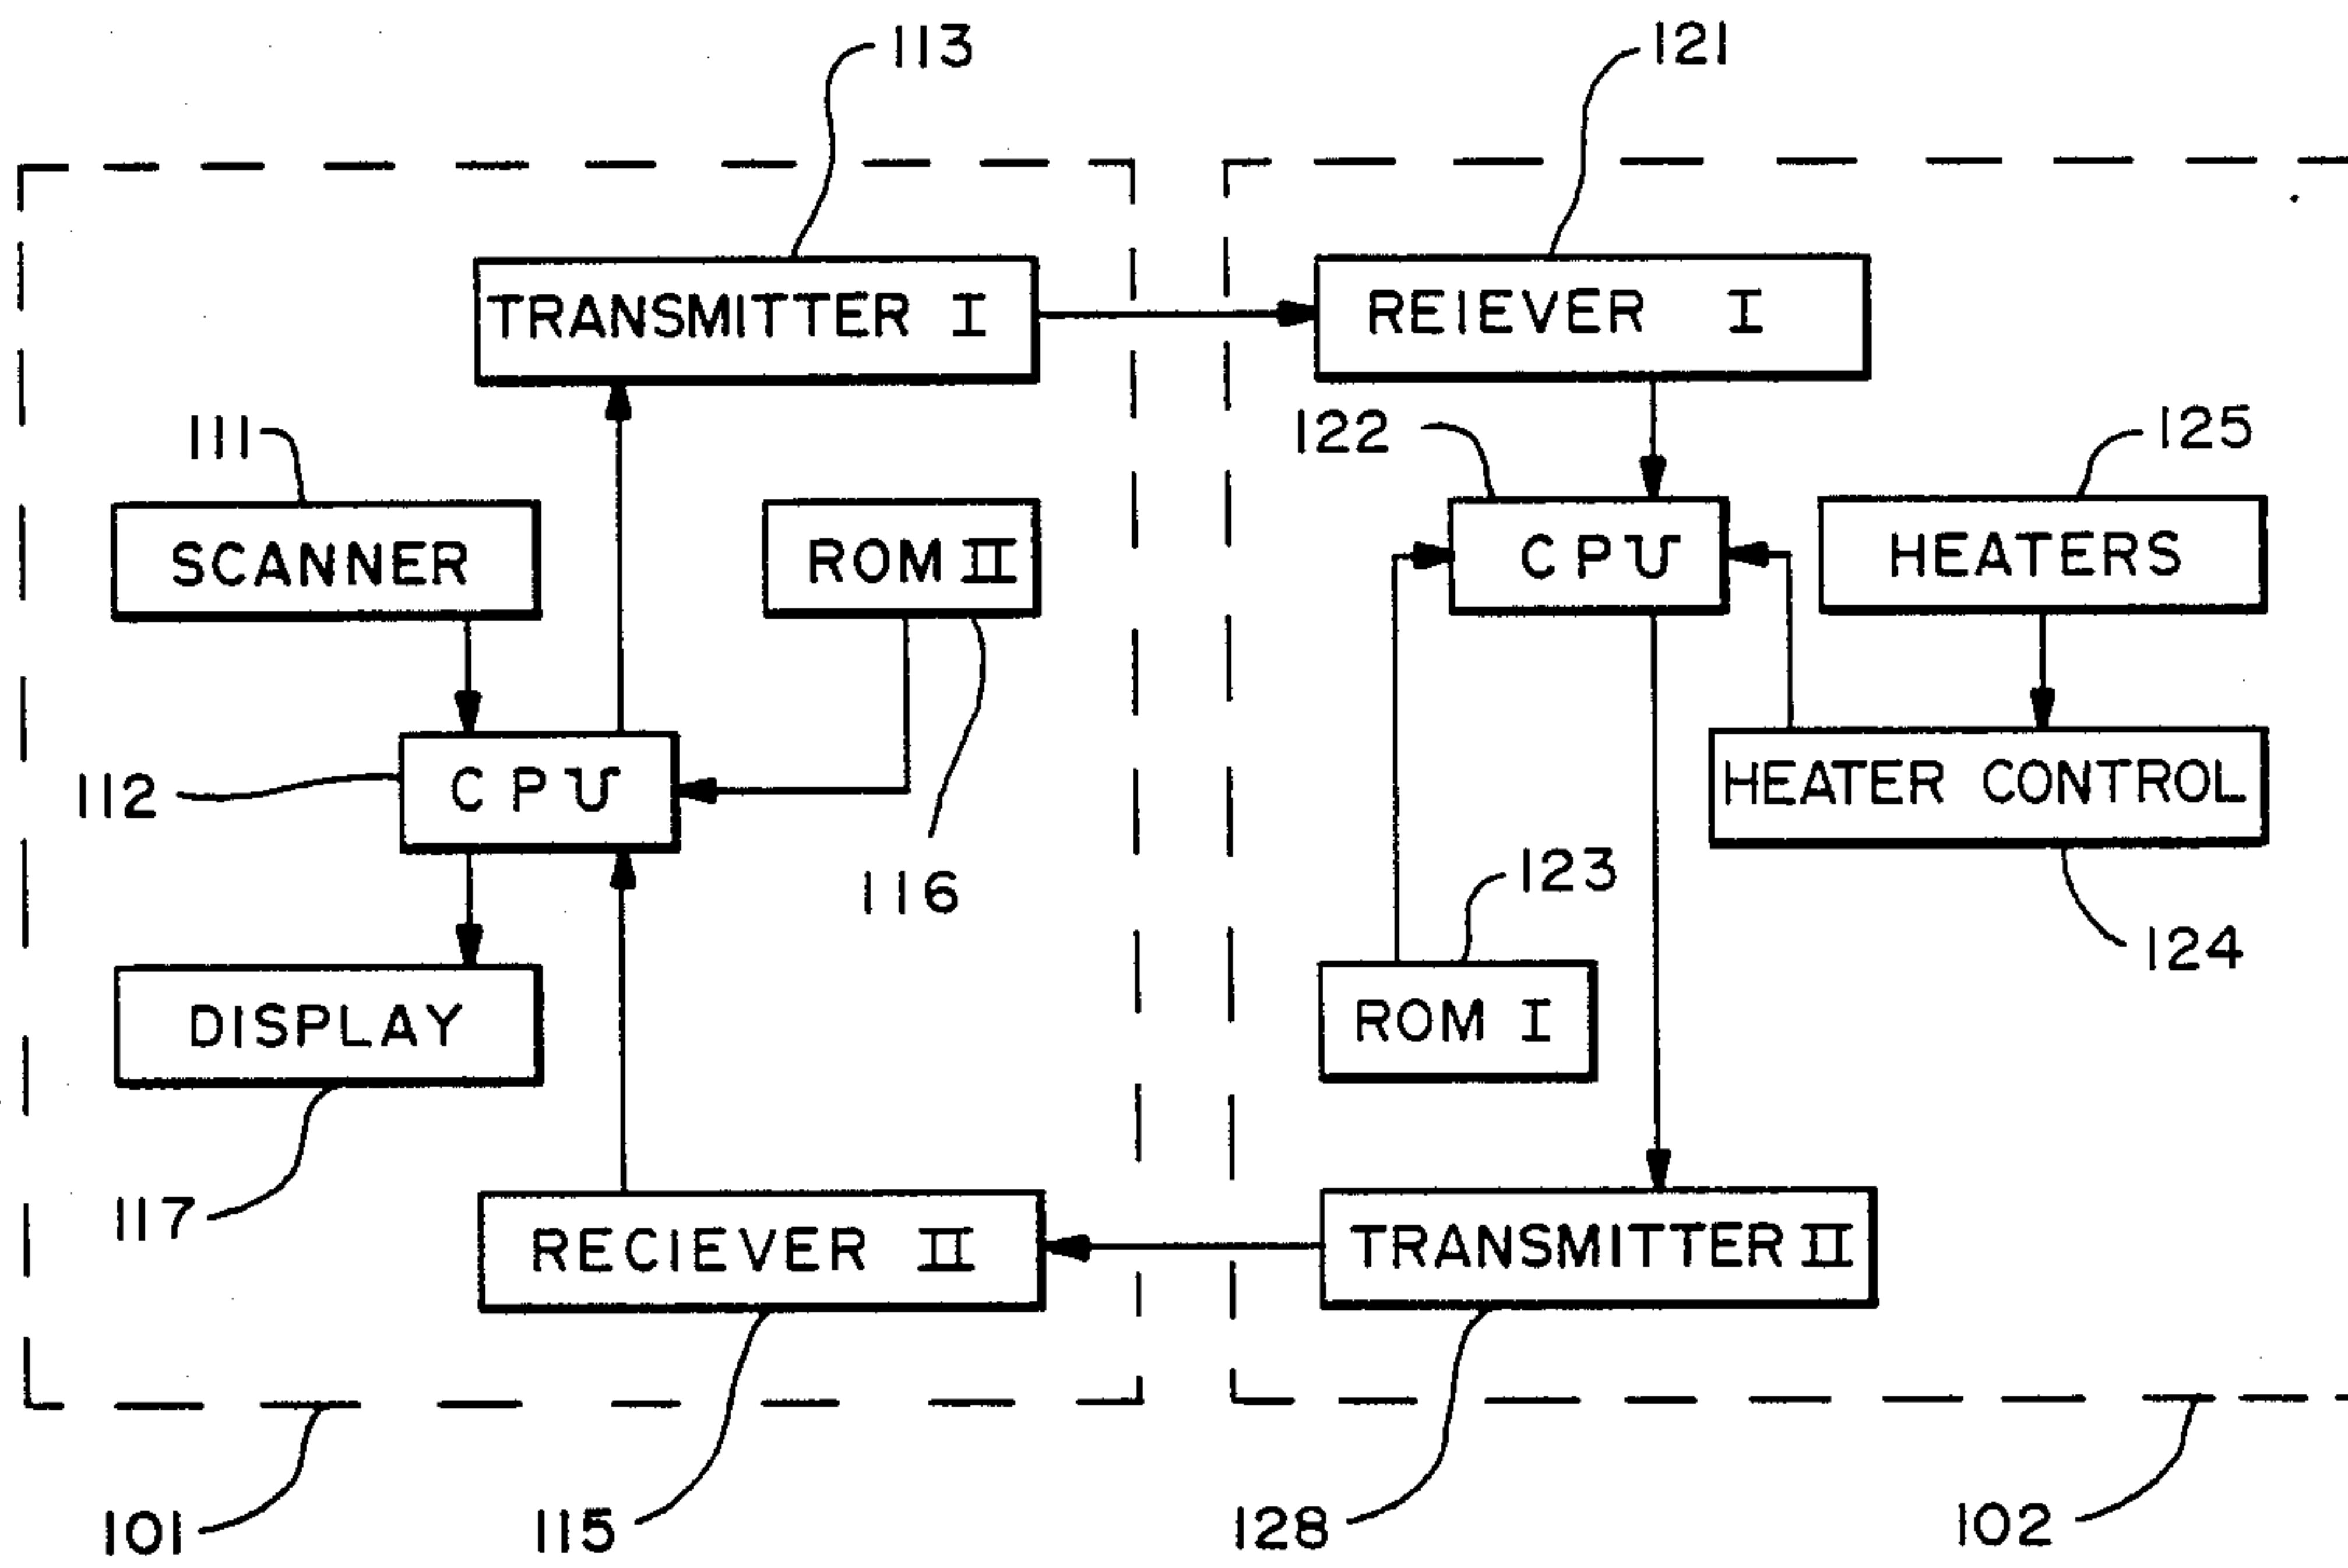 113
121
TRANSMITTER I
REIEVER I
111
122
125
SCANNER
ROM II
CPU
HEATERS
112
CPU
HEATER CONTROL
116
123
124
DISPLAY
ROM I
117
RECIEVER II
TRANSMITTER II
101
115
128
102